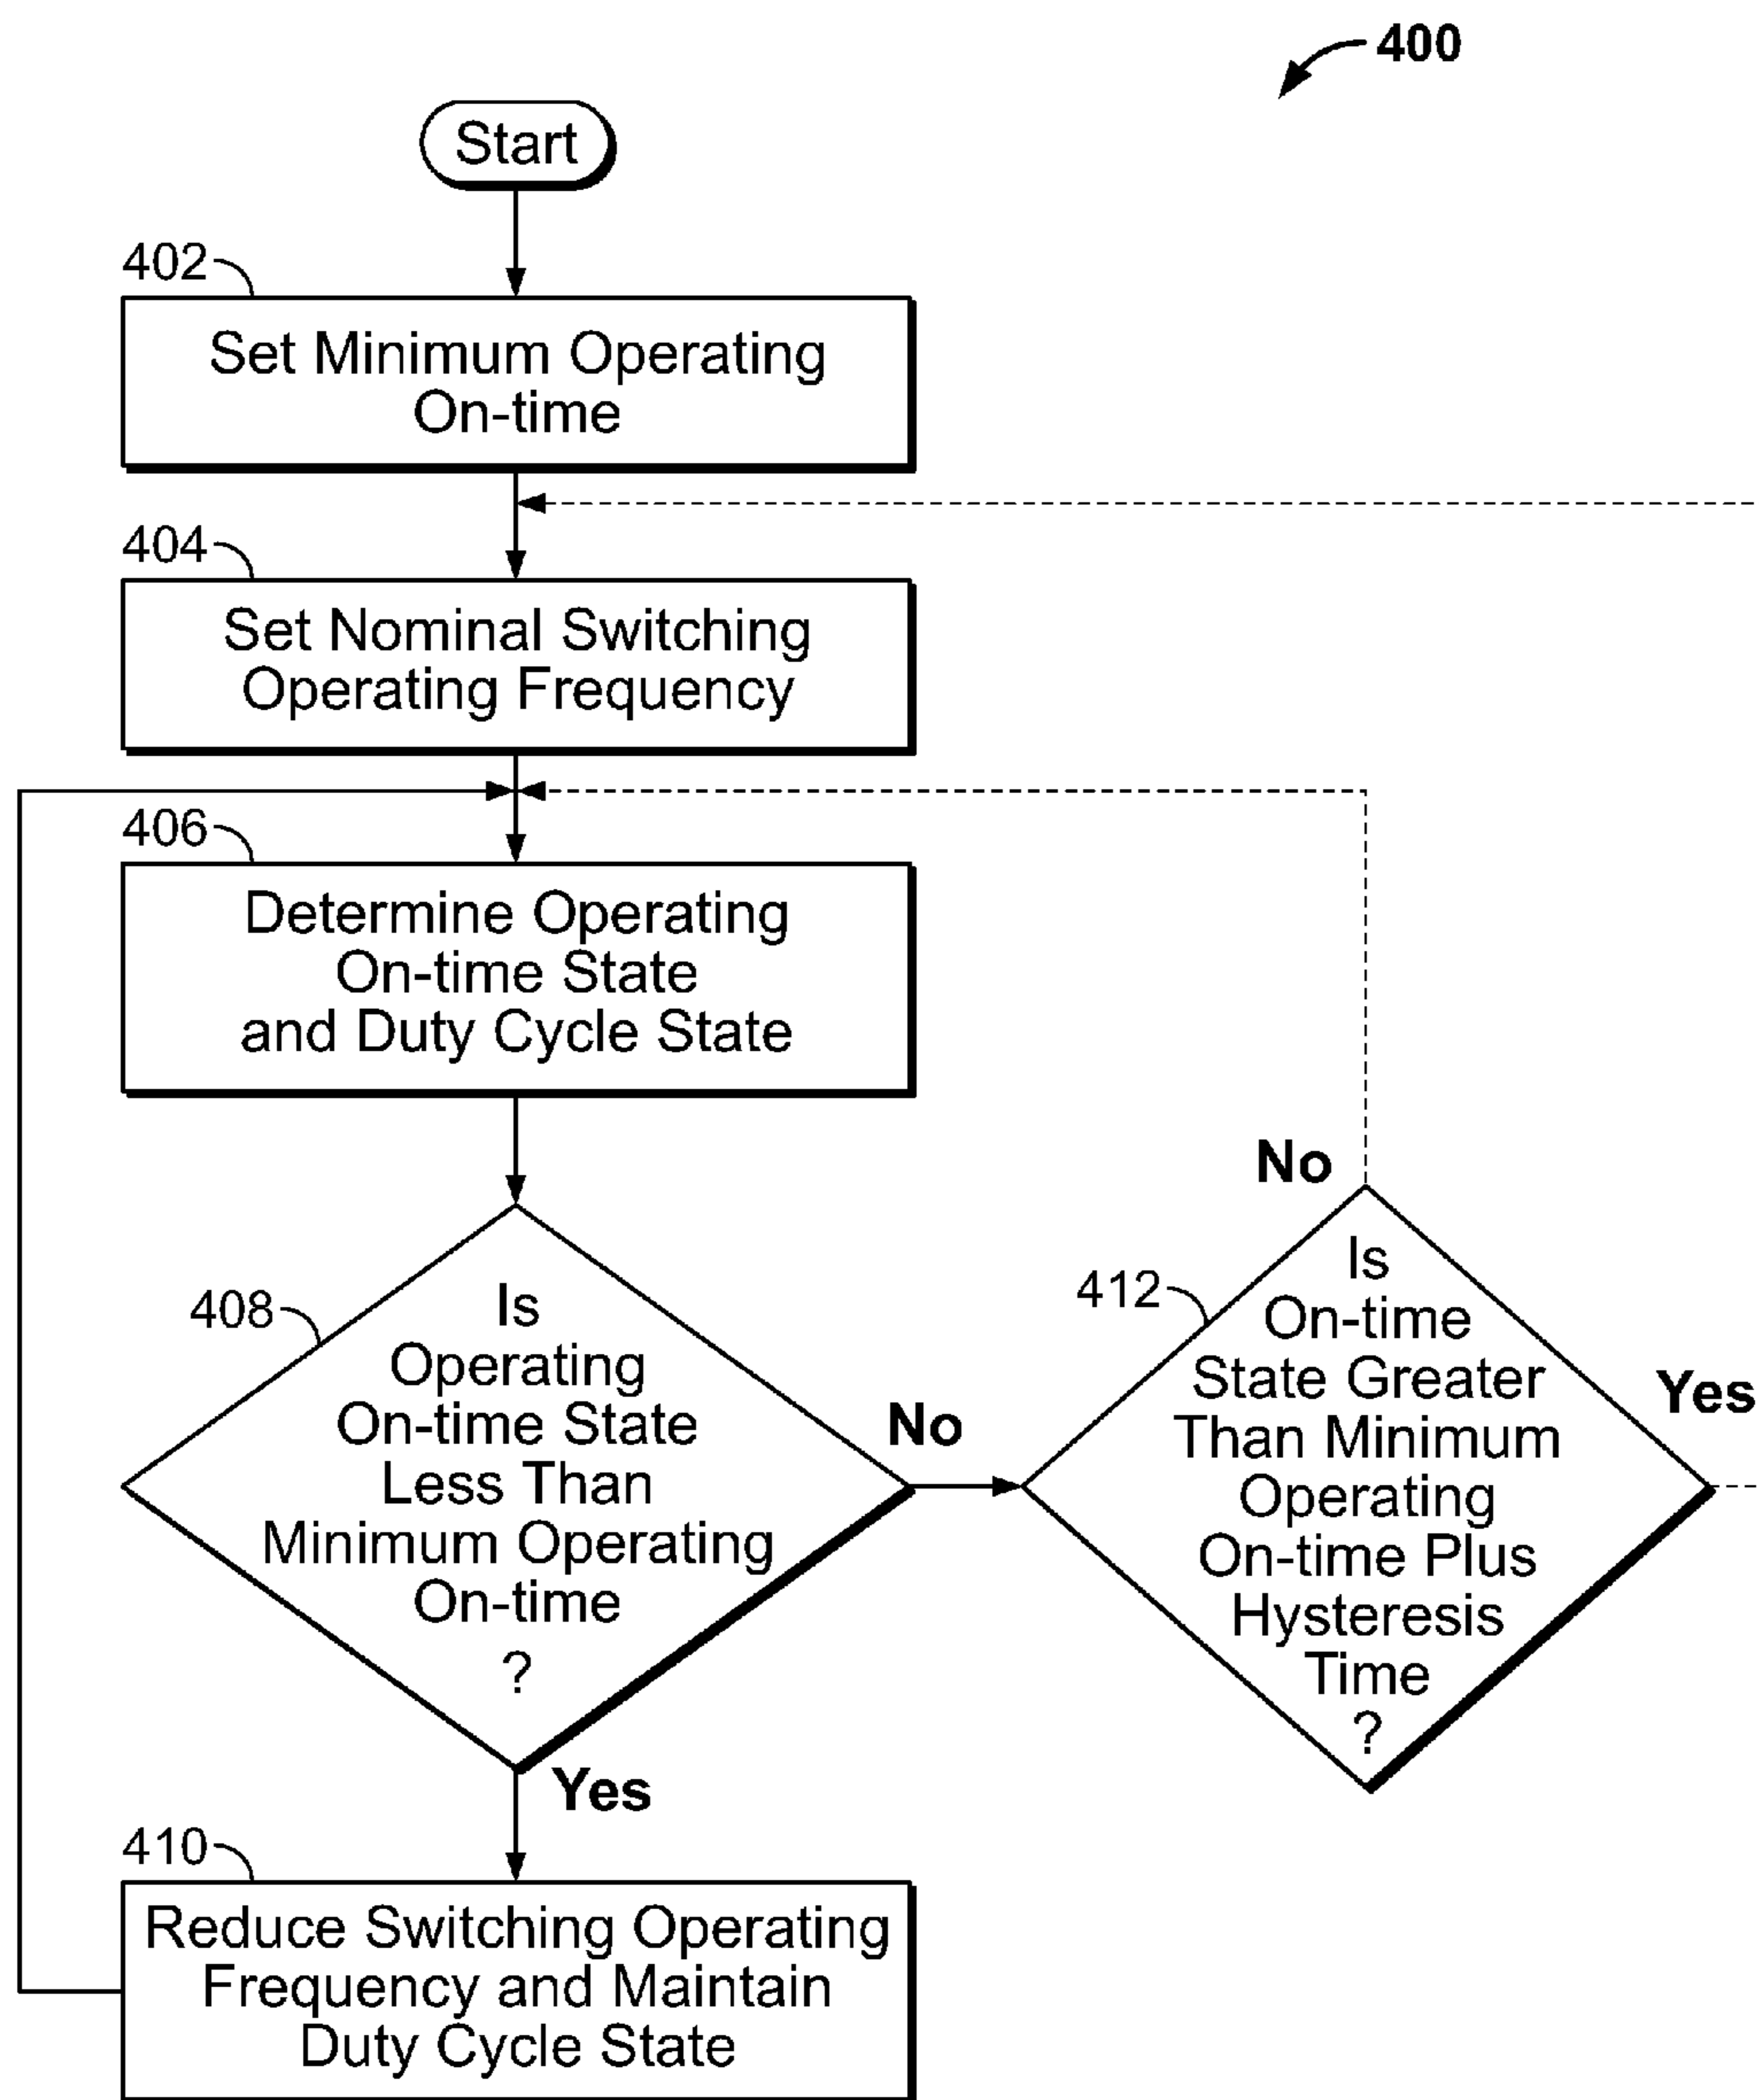 400
Start
402
Set Minimum Operating
On-time
404
Set Nominal Switching
Operating Frequency
406
Determine Operating
On-time State
and Duty Cycle State
408
Is
Operating
On-time State
Less Than
Minimum Operating
On-time
?
No
Yes
412
Is
On-time
State Greater
Than Minimum
Operating
On-time Plus
Hysteresis
Time
?
No
Yes
410
Reduce Switching Operating
Frequency and Maintain
Duty Cycle State